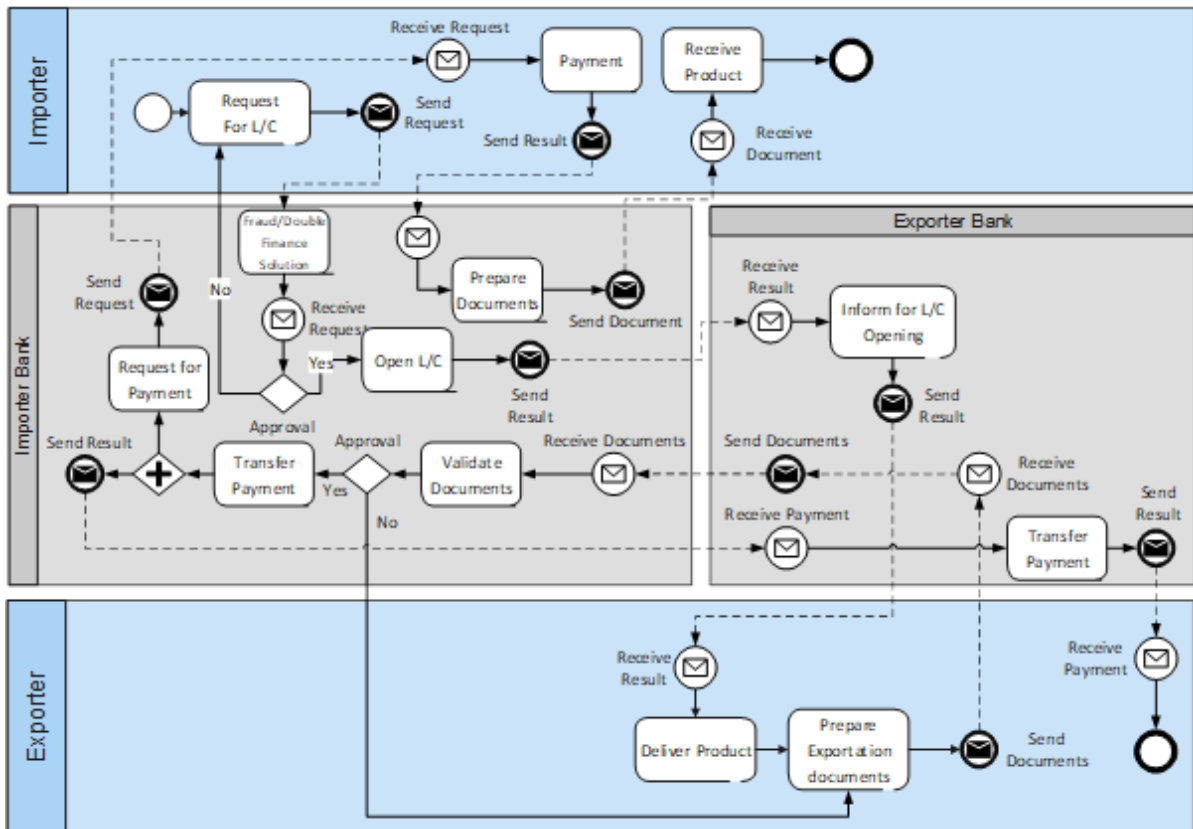 Importer
Receive Request
Payment
Receive
Product
Request
For L/C
Send
Request
Send Result
Receive
Document
Importer Bank
Fraud/Double
Finance
Solution
Send
Request
No
Receive
Request
Prepare
Documents
Send Document
Yes
Open L/C
Send
Result
Request for
Payment
Approval
Approval
Send Result
Transfer
Payment
Yes
No
Validate
Documents
Receive Documents
Exporter Bank
Receive
Result
Inform for L/C
Opening
Send
Result
Send Documents
Receive
Documents
Send
Result
Receive Payment
Transfer
Payment
Exporter
Receive
Result
Receive
Payment
Deliver Product
Prepare
Exportation
documents
Send
Documents